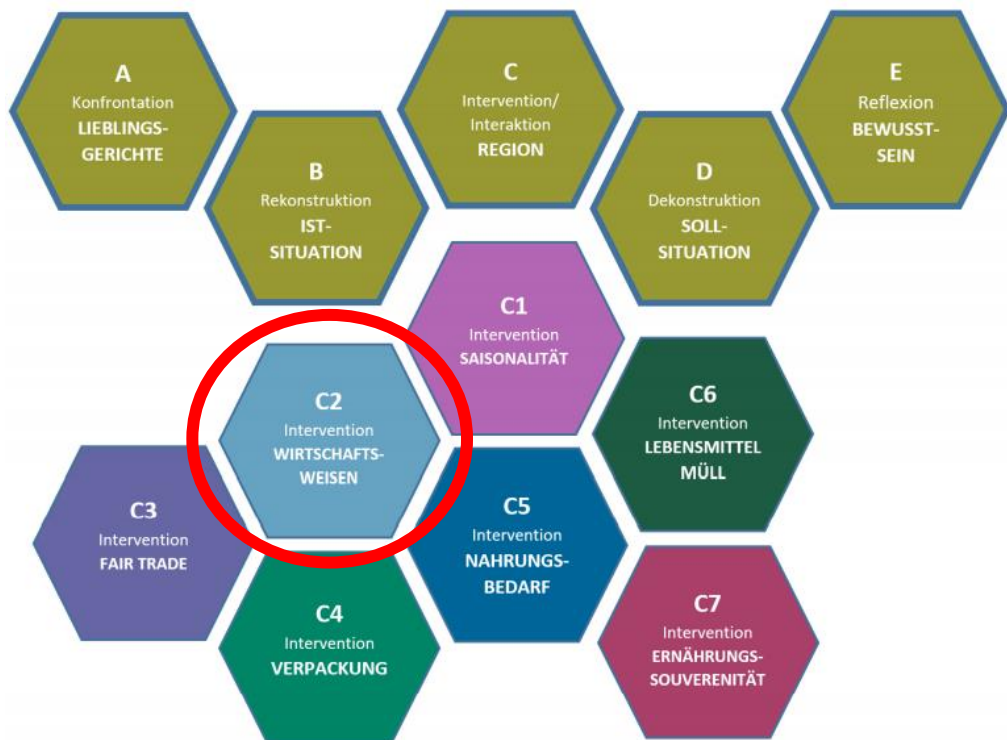 A
Konfrontation
LIEBLINGS-
GERICHTE
B
Rekonstruktion
IST-
SITUATION
C
Intervention/
Interaktion
REGION
D
Dekonstruktion
SOLL-
SITUATION
E
Reflexion
BEWUSST-
SEIN
C1
Intervention
SAISONALITÄT
C2
Intervention
WIRTSCHAFTS-
WEISEN
C3
Intervention
FAIR TRADE
C4
Intervention
VERPACKUNG
C5
Intervention
NAHRUNGS-
BEDARF
C6
Intervention
LEBENSMITTEL
MÜLL
C7
Intervention
ERNÄHRUNGS-
SOUVERENITÄT